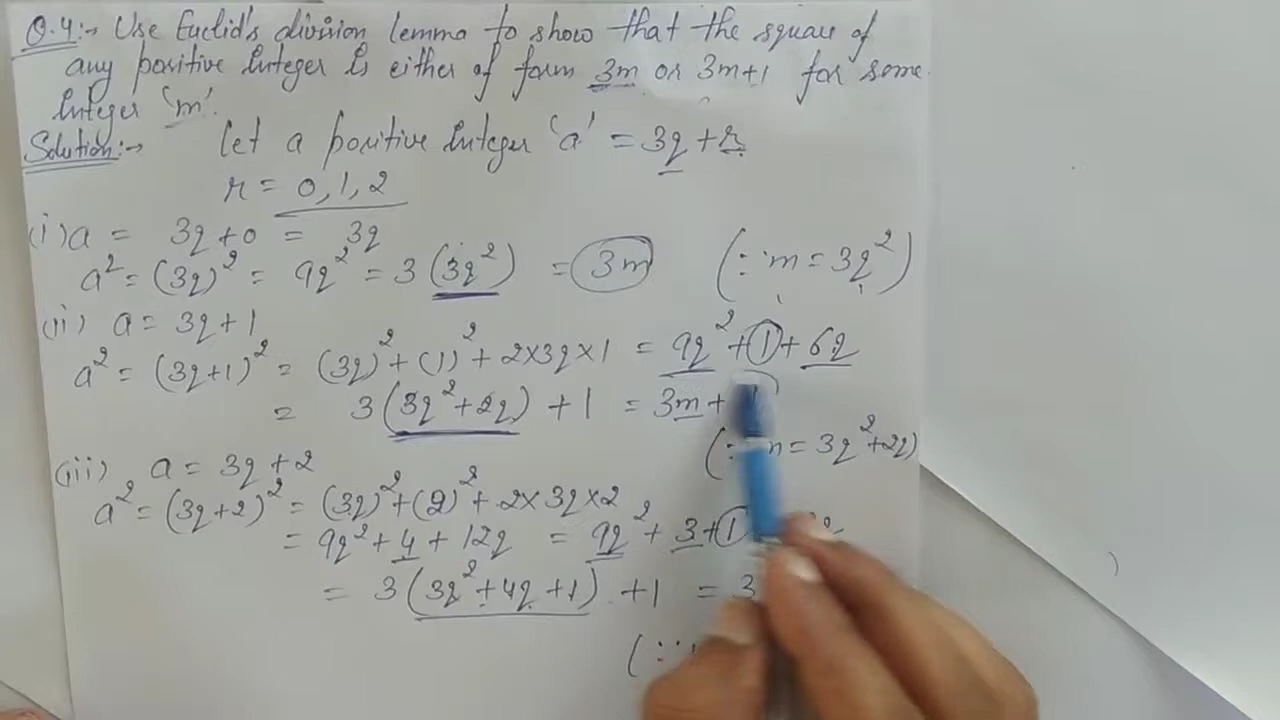 Q.4:- Use Euclid's division lemma to show that the square of
any positive Integer is either of form 3m or 3m+1 for some
Integer 'm'.
Solution:- Let a positive Integer 'a' = 3q + r
r = 0, 1, 2
(i) a = 3q + 0 = 3q
a² = (3q)² = 9q² = 3(3q²) = 3m (∵ m = 3q²)
(ii) a = 3q + 1
a² = (3q+1)² = (3q)² + (1)² + 2×3q×1 = 9q² + 1 + 6q
= 3(3q² + 2q) + 1 = 3m +
(∵ m = 3q² + 2q)
(iii) a = 3q + 2
a² = (3q+2)² = (3q)² + (2)² + 2×3q×2
= 9q² + 4 + 12q = 9q² + 3 + 1
= 3(3q² + 4q + 1) + 1 = 3
(∵